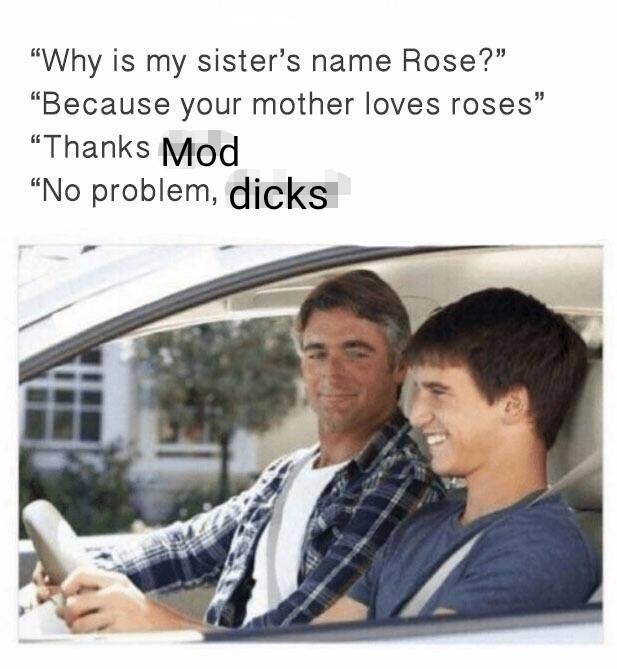 “Why is my sister’s name Rose?”
“Because your mother loves roses”
“Thanks Mod
“No problem, dicks